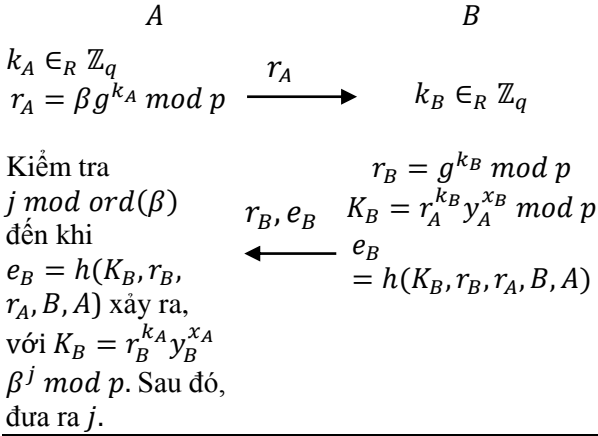 A B
k_A ∈_R ℤ_q
r_A = βg^{k_A} mod p
r_A
k_B ∈_R ℤ_q
Kiểm tra
j mod ord(β)
đến khi
e_B = h(K_B, r_B,
r_A, B, A) xảy ra,
với K_B = r_B^{k_A} y_B^{x_A}
β^j mod p. Sau đó,
đưa ra j.
r_B, e_B
r_B = g^{k_B} mod p
K_B = r_A^{k_B} y_A^{x_B} mod p
e_B
= h(K_B, r_B, r_A, B, A)